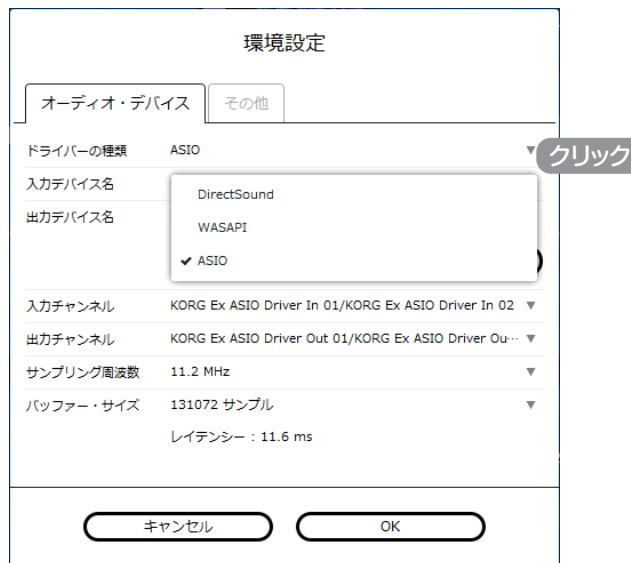 環境設定
オーディオ・デバイス その他
ドライバーの種類 ASIO ▼ クリック
入力デバイス名
DirectSound
出力デバイス名
WASAPI
✔ ASIO
入力チャンネル KORG Ex ASIO Driver In 01/KORG Ex ASIO Driver In 02 ▼
出力チャンネル KORG Ex ASIO Driver Out 01/KORG Ex ASIO Driver Ou… ▼
サンプリング周波数 11.2 MHz ▼
バッファー・サイズ 131072 サンプル ▼
レイテンシー : 11.6 ms
キャンセル OK